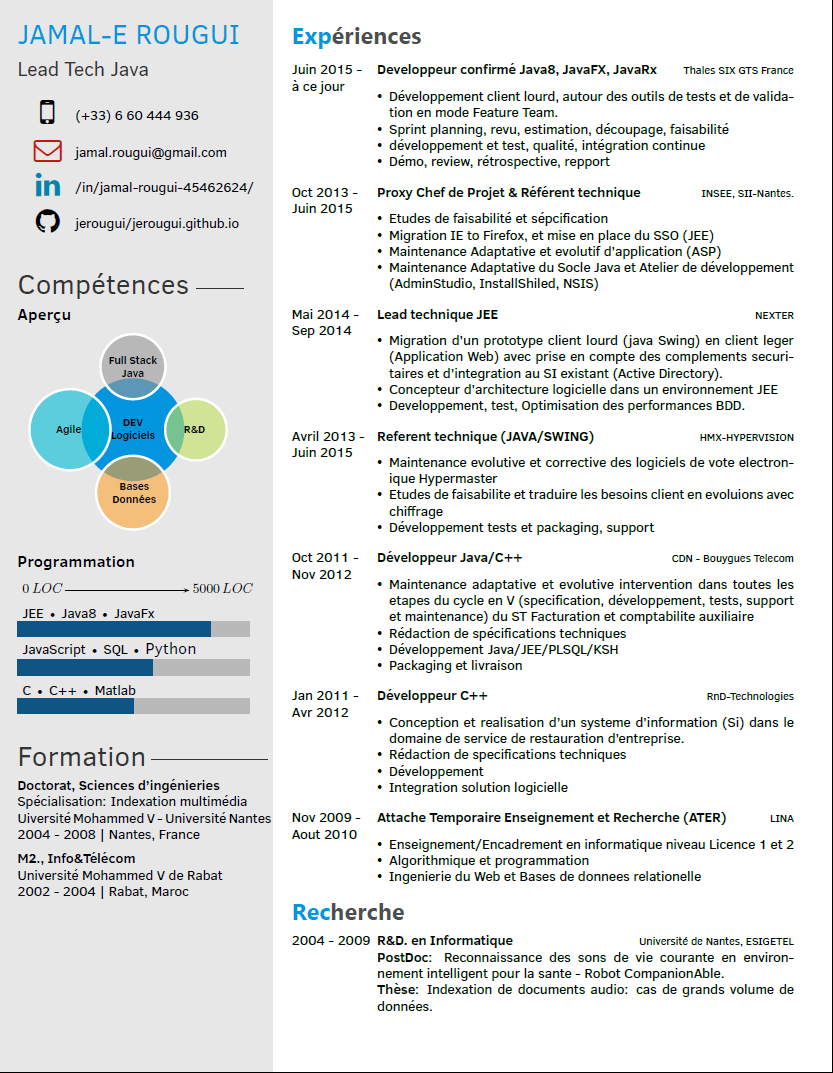 JAMAL-E ROUGUI
Lead Tech Java
(+33) 6 60 444 936
jamal.rougui@gmail.com
in /in/jamal-rougui-45462624/
jerougui/jerougui.github.io
Compétences
Aperçu
Full Stack
Java
Agile
DEV
Logiciels
R&D
Bases
Données
Programmation
0 LOC 5000 LOC
JEE • Java8 • JavaFx
JavaScript • SQL • Python
C • C++ • Matlab
Formation
Doctorat, Sciences d'ingénieries
Spécialisation: Indexation multimédia
Uiversité Mohammed V - Université Nantes
2004 - 2008 | Nantes, France
M2., Info&Télécom
Université Mohammed V de Rabat
2002 - 2004 | Rabat, Maroc
Expériences
Juin 2015 - Developpeur confirmé Java8, JavaFX, JavaRx Thales SIX GTS France
à ce jour
• Développement client lourd, autour des outils de tests et de valida-
tion en mode Feature Team.
• Sprint planning, revu, estimation, découpage, faisabilité
• développement et test, qualité, intégration continue
• Démo, review, rétrospective, repport
Oct 2013 - Proxy Chef de Projet & Référent technique INSEE, SII-Nantes.
Juin 2015
• Etudes de faisabilité et sépcification
• Migration IE to Firefox, et mise en place du SSO (JEE)
• Maintenance Adaptative et evolutif d'application (ASP)
• Maintenance Adaptative du Socle Java et Atelier de développement
(AdminStudio, InstallShiled, NSIS)
Mai 2014 - Lead technique JEE NEXTER
Sep 2014
• Migration d'un prototype client lourd (java Swing) en client leger
(Application Web) avec prise en compte des complements securi-
taires et d'integration au SI existant (Active Directory).
• Concepteur d'architecture logicielle dans un environnement JEE
• Developpement, test, Optimisation des performances BDD.
Avril 2013 - Referent technique (JAVA/SWING) HMX-HYPERVISION
Juin 2015
• Maintenance evolutive et corrective des logiciels de vote electron-
ique Hypermaster
• Etudes de faisabilite et traduire les besoins client en evoluions avec
chiffrage
• Développement tests et packaging, support
Oct 2011 - Développeur Java/C++ CDN - Bouygues Telecom
Nov 2012
• Maintenance adaptative et evolutive intervention dans toutes les
etapes du cycle en V (specification, développement, tests, support
et maintenance) du ST Facturation et comptabilite auxiliaire
• Rédaction de spécifications techniques
• Développement Java/JEE/PLSQL/KSH
• Packaging et livraison
Jan 2011 - Développeur C++ RnD-Technologies
Avr 2012
• Conception et realisation d'un systeme d'information (Si) dans le
domaine de service de restauration d'entreprise.
• Rédaction de specifications techniques
• Développement
• Integration solution logicielle
Nov 2009 - Attache Temporaire Enseignement et Recherche (ATER) LINA
Aout 2010
• Enseignement/Encadrement en informatique niveau Licence 1 et 2
• Algorithmique et programmation
• Ingenierie du Web et Bases de donnees relationelle
Recherche
2004 - 2009 R&D. en Informatique Université de Nantes, ESIGETEL
PostDoc: Reconnaissance des sons de vie courante en environ-
nement intelligent pour la sante - Robot CompanionAble.
Thèse: Indexation de documents audio: cas de grands volume de
données.